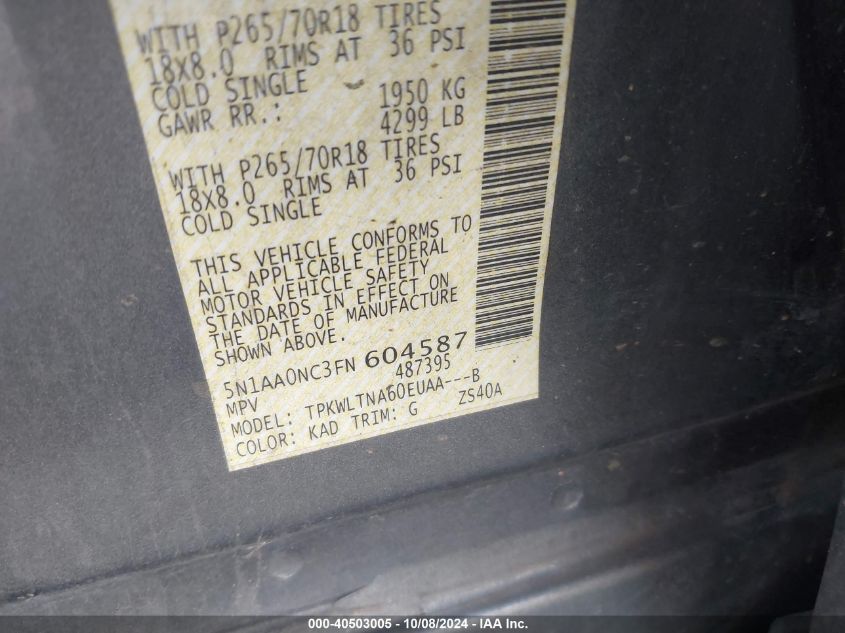 WITH P265/70R18 TIRES
18X8.0 RIMS AT 36 PSI
COLD SINGLE
GAWR RR.: 1950 KG
4299 LB
WITH P265/70R18 TIRES
18X8.0 RIMS AT 36 PSI
COLD SINGLE
THIS VEHICLE CONFORMS TO
ALL APPLICABLE FEDERAL
MOTOR VEHICLE SAFETY
STANDARDS IN EFFECT ON
THE DATE OF MANUFACTURE
SHOWN ABOVE.
5N1AA0NC3FN 604587
MPV 487395
MODEL: TPKWLTNA60EUAA---B
COLOR: KAD TRIM: G ZS40A
000-40503005 - 10/08/2024 - IAA Inc.